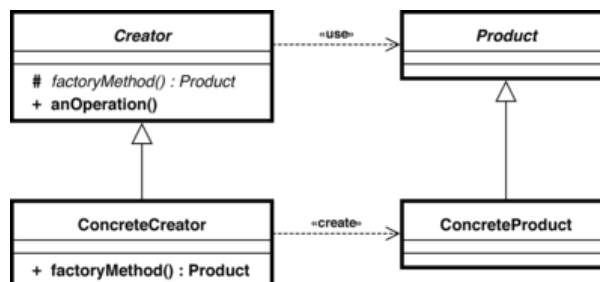 Creator
«use»
Product
# factoryMethod() : Product
+ anOperation()
ConcreteCreator
«create»
ConcreteProduct
+ factoryMethod() : Product